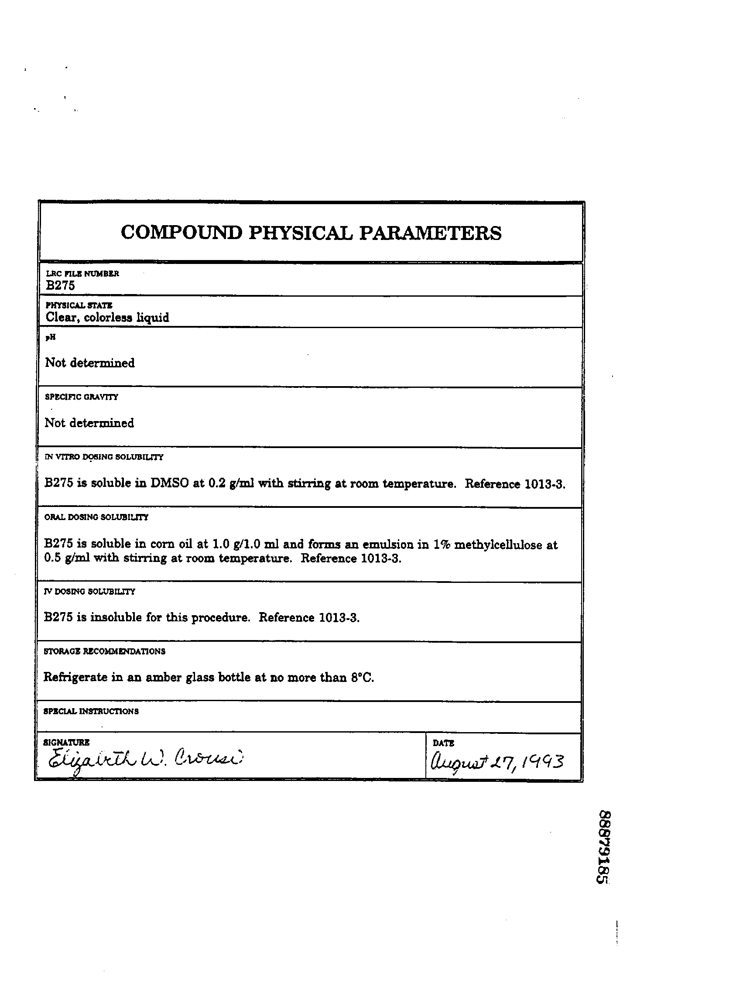 COMPOUND PHYSICAL PARAMETERS
LRC FILE NUMBER
B275
PHYSICAL STATE
Clear, colorless liquid
pH
Not determined
SPECIFIC GRAVITY
Not determined
IN VITRO DOSING SOLUBILITY
B275 is soluble in DMSO at 0.2 g/ml with stirring at room temperature. Reference 1013-3.
ORAL DOSING SOLUBILITY
B275 is soluble in corn oil at 1.0 g/1.0 ml and forms an emulsion in 1% methylcellulose at
0.5 g/ml with stirring at room temperature. Reference 1013-3.
IV DOSING SOLUBILITY
B275 is insoluble for this procedure. Reference 1013-3.
STORAGE RECOMMENDATIONS
Refrigerate in an amber glass bottle at no more than 8°C.
SPECIAL INSTRUCTIONS
SIGNATURE
Elizabeth W.
DATE
August 27, 1993
88879185